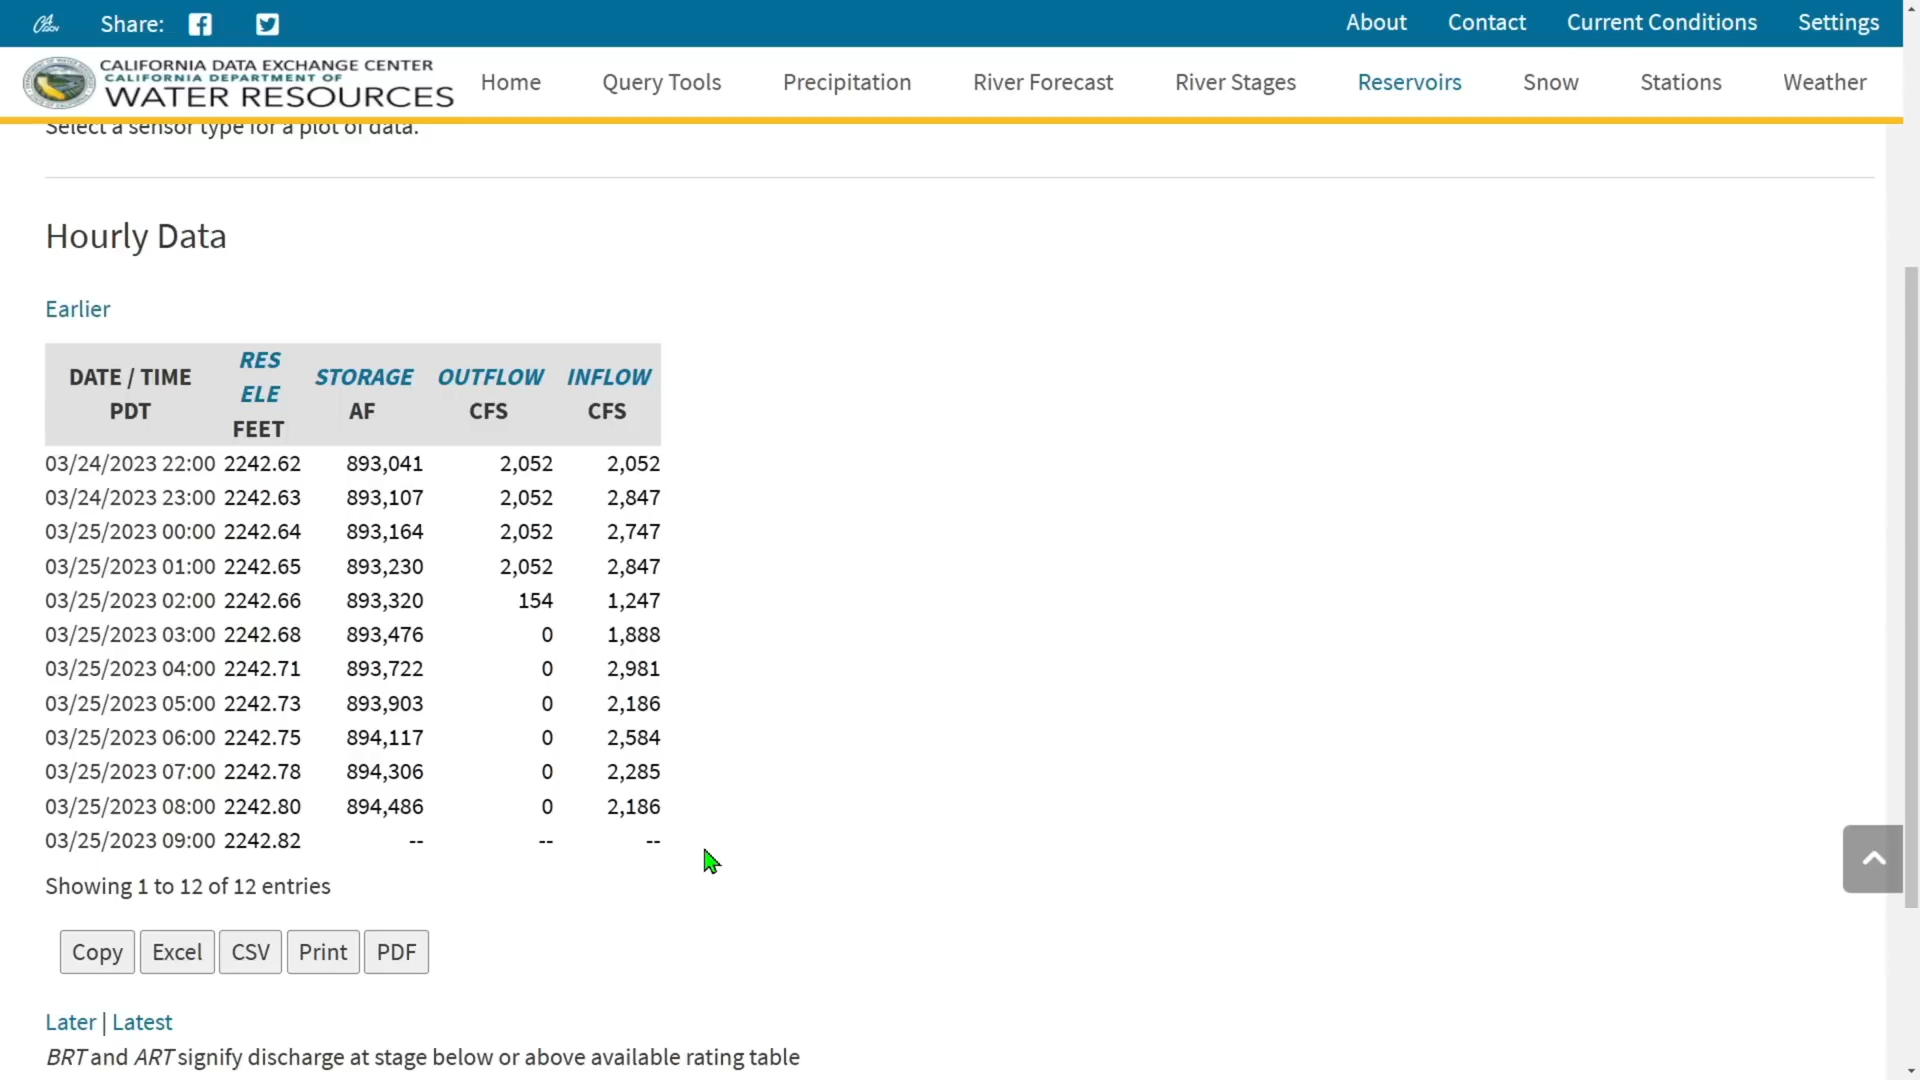 CA.GOV Share: About Contact Current Conditions Settings
CALIFORNIA DATA EXCHANGE CENTER
CALIFORNIA DEPARTMENT OF
WATER RESOURCES
Home Query Tools Precipitation River Forecast River Stages Reservoirs Snow Stations Weather
Select a sensor type for a plot of data.
Hourly Data
Earlier
DATE / TIME PDT RES ELE FEET STORAGE AF OUTFLOW CFS INFLOW CFS
03/24/2023 22:00 2242.62 893,041 2,052 2,052
03/24/2023 23:00 2242.63 893,107 2,052 2,847
03/25/2023 00:00 2242.64 893,164 2,052 2,747
03/25/2023 01:00 2242.65 893,230 2,052 2,847
03/25/2023 02:00 2242.66 893,320 154 1,247
03/25/2023 03:00 2242.68 893,476 0 1,888
03/25/2023 04:00 2242.71 893,722 0 2,981
03/25/2023 05:00 2242.73 893,903 0 2,186
03/25/2023 06:00 2242.75 894,117 0 2,584
03/25/2023 07:00 2242.78 894,306 0 2,285
03/25/2023 08:00 2242.80 894,486 0 2,186
03/25/2023 09:00 2242.82 -- -- --
Showing 1 to 12 of 12 entries
Copy Excel CSV Print PDF
Later | Latest
BRT and ART signify discharge at stage below or above available rating table